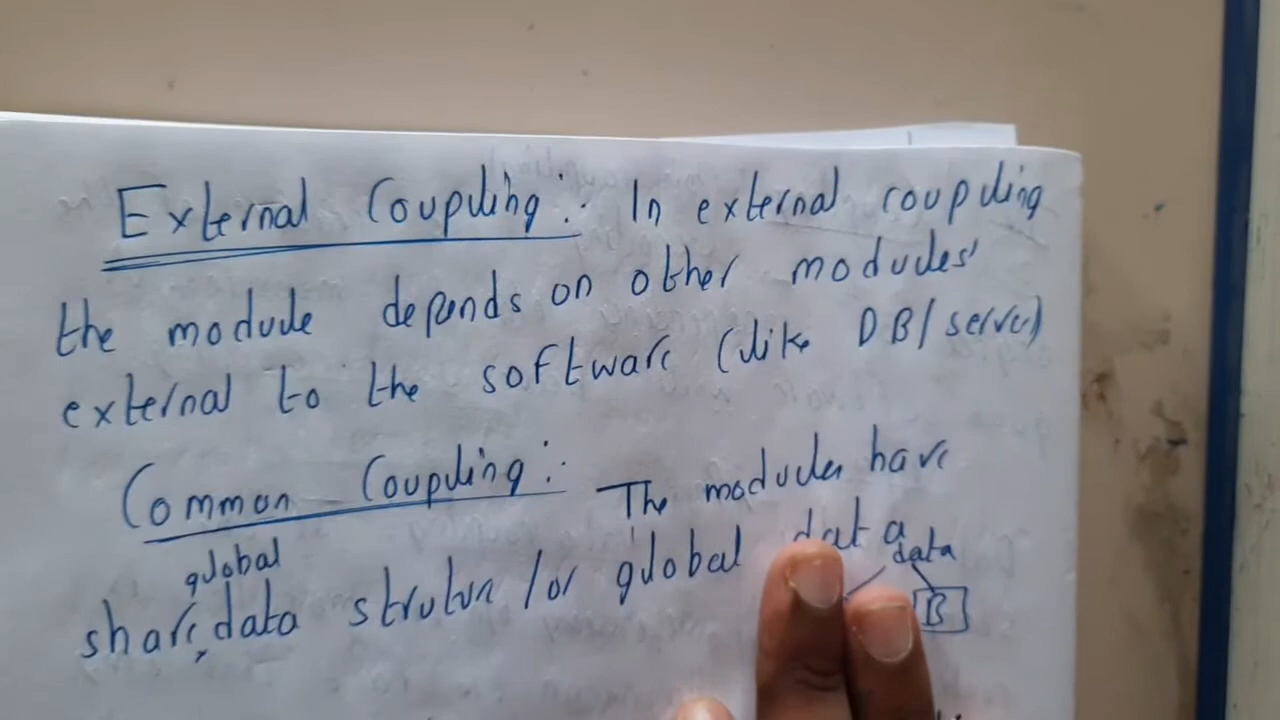 External Coupling :- In external coupling
the module depends on other modules'
external to the software (like DB/server)
Common Coupling :- The modules have
global
share, data struture /or global data
data
B